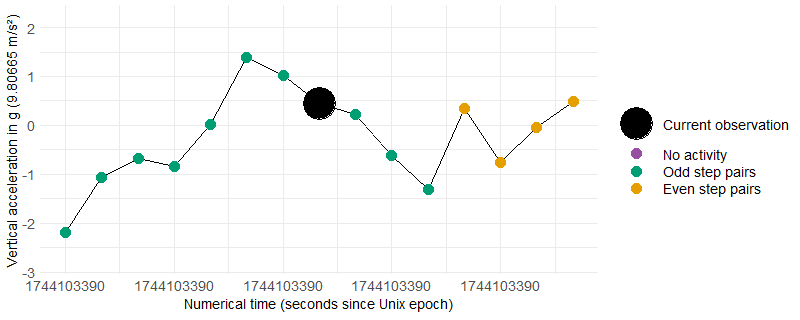 Vertical acceleration in g (9.80665 m/s²)
2
1
0
-1
-2
-3
1744103390 1744103390 1744103390 1744103390 1744103390
Numerical time (seconds since Unix epoch)
Current observation
No activity
Odd step pairs
Even step pairs